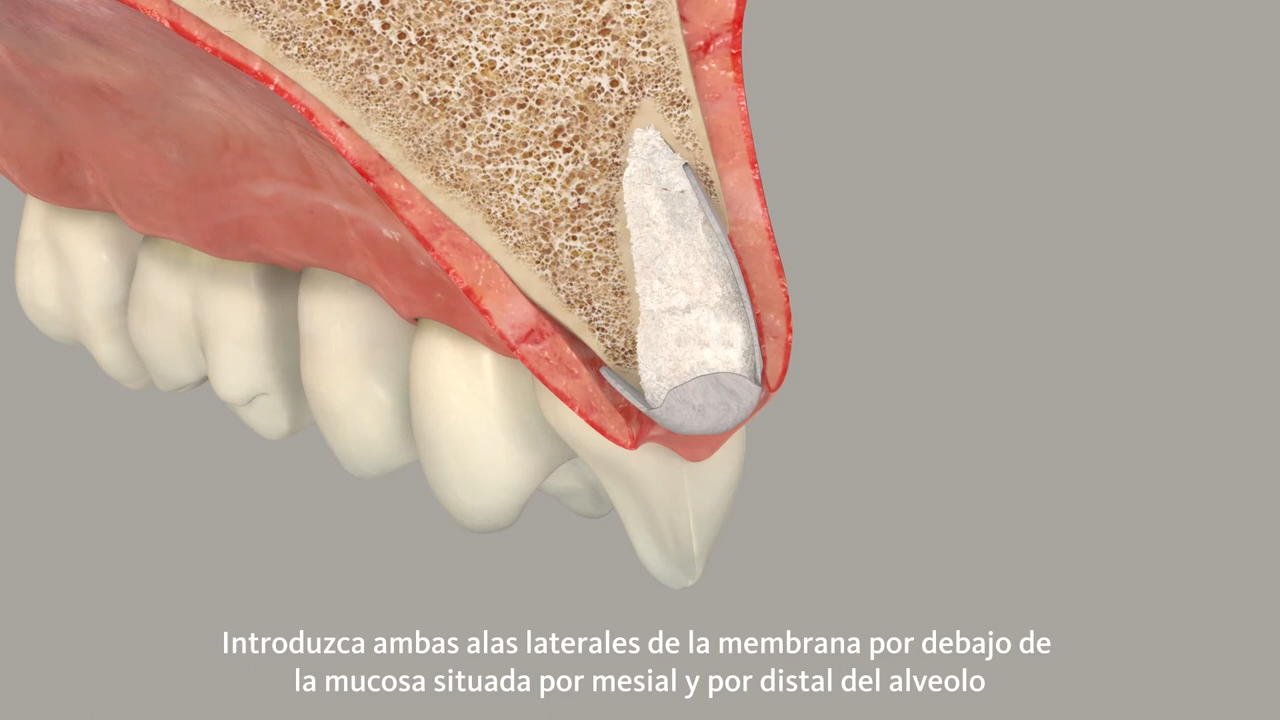 Introduzca ambas alas laterales de la membrana por debajo de
la mucosa situada por mesial y por distal del alveolo